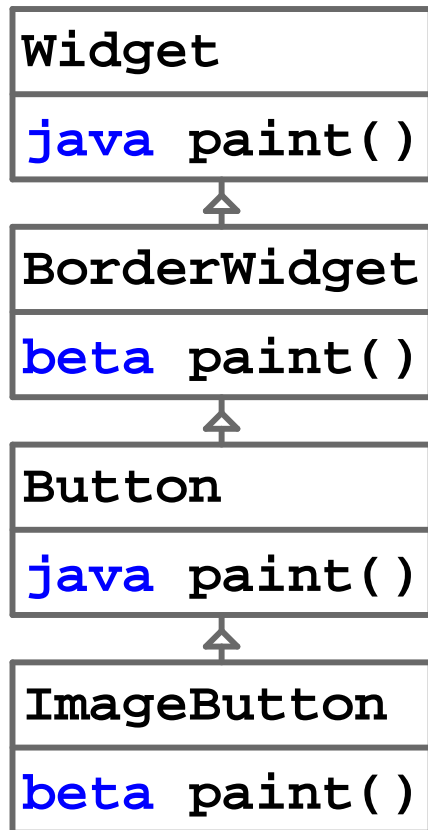 Widget
java paint()
BorderWidget
beta paint()
Button
java paint()
ImageButton
beta paint()